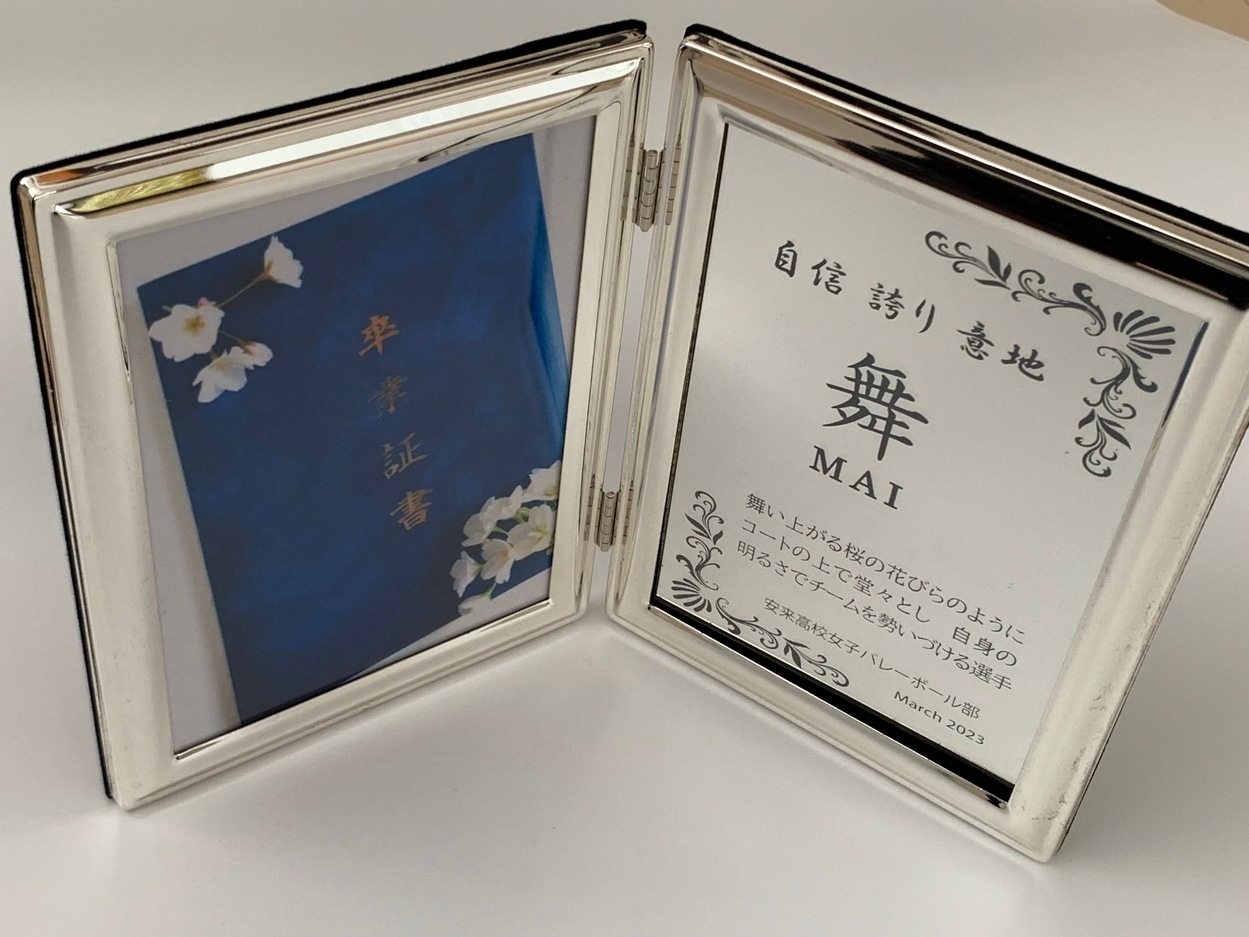 卒業証書
自信 誇り 意地
舞
MAI
舞い上がる桜の花びらのように
コートの上で堂々とし 自身の
明るさでチームを勢いづける選手
安来高校女子バレーボール部
March 2023